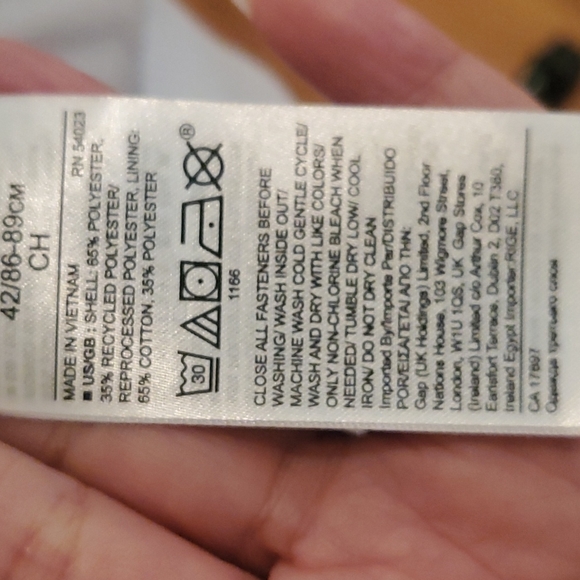 42/86-89CM
CH
MADE IN VIETNAM
RN 54023
■ US/GB : SHELL: 65% POLYESTER,
35% RECYCLED POLYESTER/
REPROCESSED POLYESTER, LINING:
65% COTTON, 35% POLYESTER
30
®
1166
CLOSE ALL FASTENERS BEFORE
WASHING/ WASH INSIDE OUT/
MACHINE WASH COLD GENTLE CYCLE/
WASH AND DRY WITH LIKE COLORS/
ONLY NON-CHLORINE BLEACH WHEN
NEEDED/ TUMBLE DRY LOW/ COOL
IRON/ DO NOT DRY CLEAN
Imported By/Importe Par/DISTRIBUIDO
POR/ΕΙΣΑΓΕΤΑΙ ΑΠΟ ΤΗΝ:
Gap (UK Holdings) Limited, 2nd Floor
Nations House, 103 Wigmore Street,
London, W1U 1QS, UK Gap Stores
(Ireland) Limited c/o Arthur Cox, 10
Earlsfort Terrace, Dublin 2, D02 T380,
Ireland Egypt Importer RIGE, LLC
CA 17897